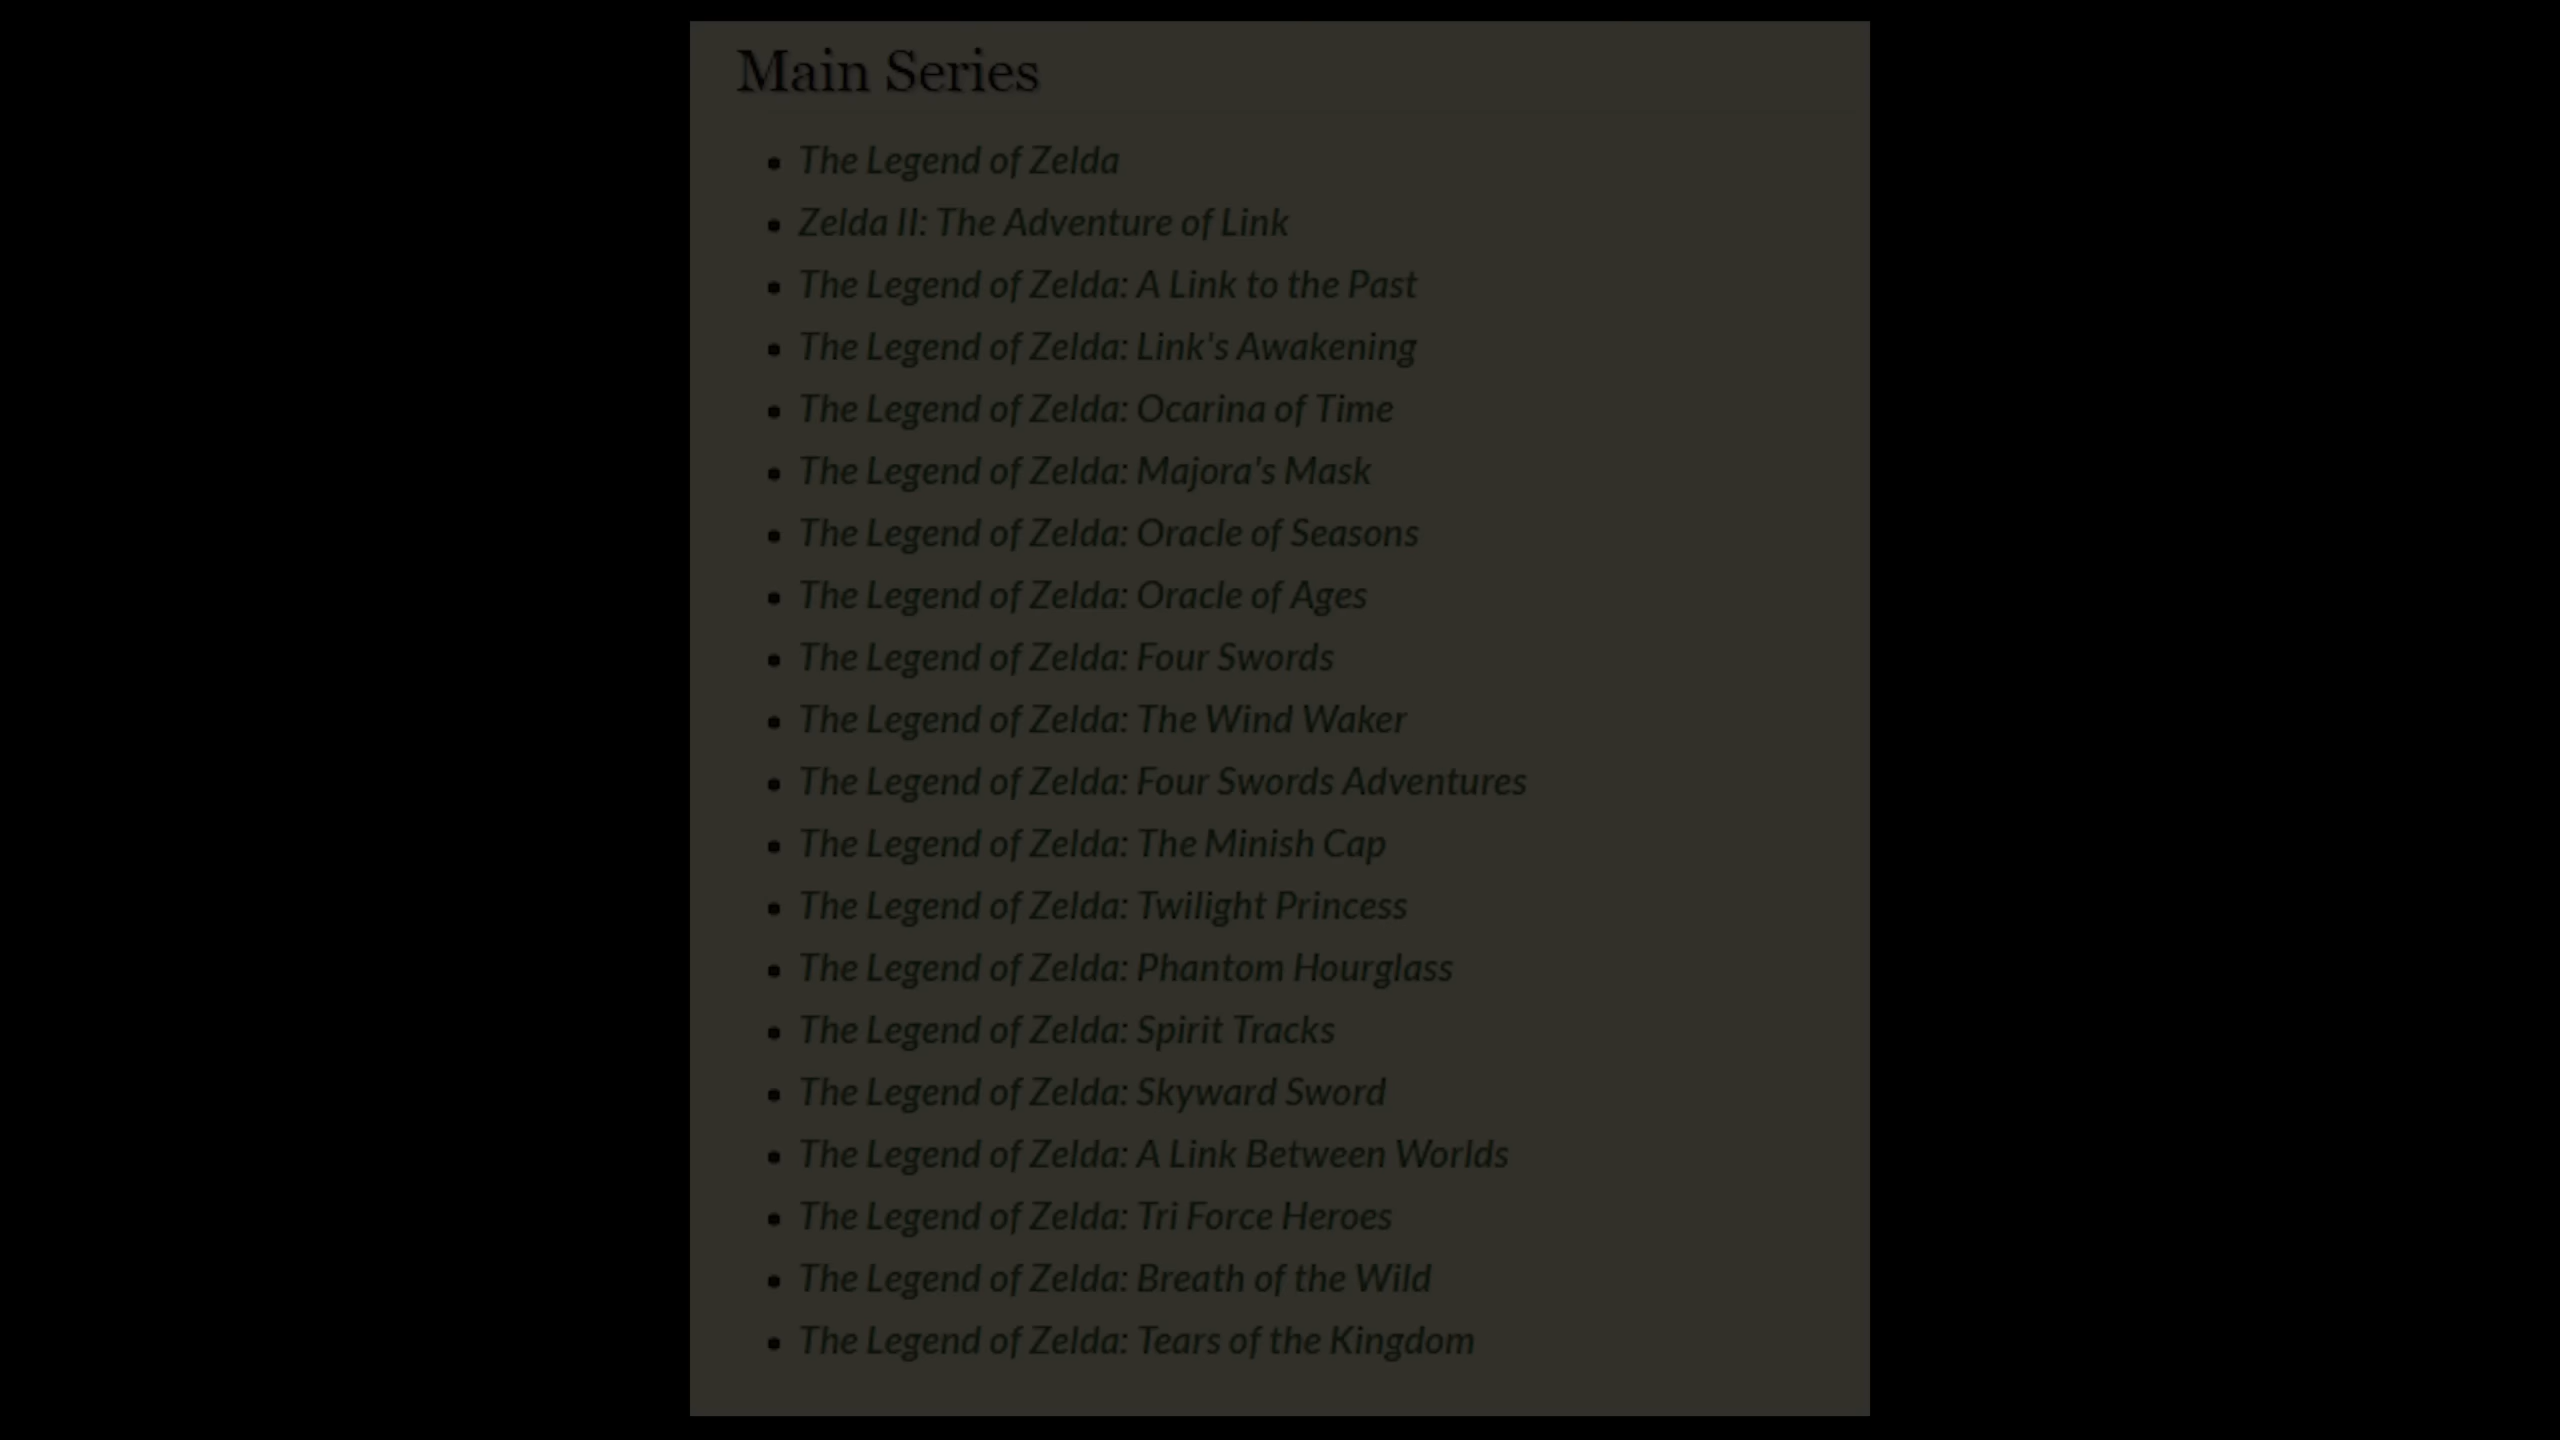 Main Series
The Legend of Zelda
Zelda II: The Adventure of Link
The Legend of Zelda: A Link to the Past
The Legend of Zelda: Link's Awakening
The Legend of Zelda: Ocarina of Time
The Legend of Zelda: Majora's Mask
The Legend of Zelda: Oracle of Seasons
The Legend of Zelda: Oracle of Ages
The Legend of Zelda: Four Swords
The Legend of Zelda: The Wind Waker
The Legend of Zelda: Four Swords Adventures
The Legend of Zelda: The Minish Cap
The Legend of Zelda: Twilight Princess
The Legend of Zelda: Phantom Hourglass
The Legend of Zelda: Spirit Tracks
The Legend of Zelda: Skyward Sword
The Legend of Zelda: A Link Between Worlds
The Legend of Zelda: Tri Force Heroes
The Legend of Zelda: Breath of the Wild
The Legend of Zelda: Tears of the Kingdom